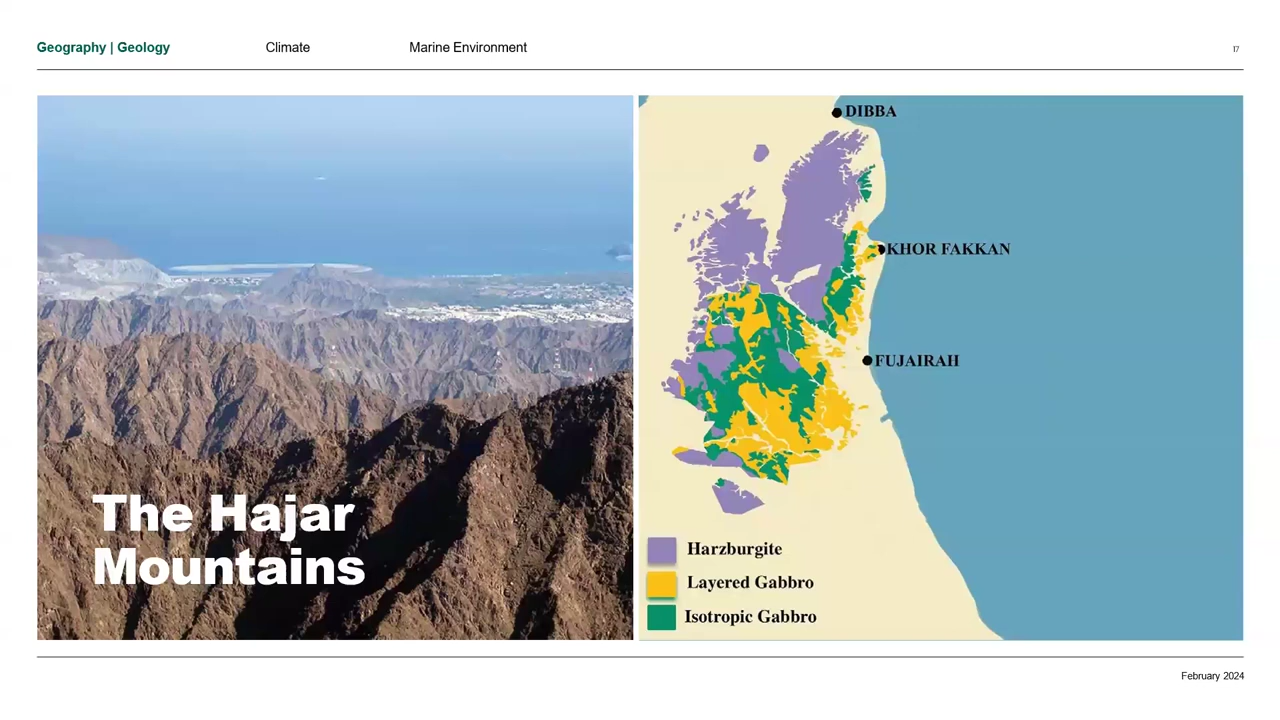 Geography | Geology
Climate
Marine Environment
17
The Hajar
Mountains
DIBBA
KHOR FAKKAN
FUJAIRAH
Harzburgite
Layered Gabbro
Isotropic Gabbro
February 2024